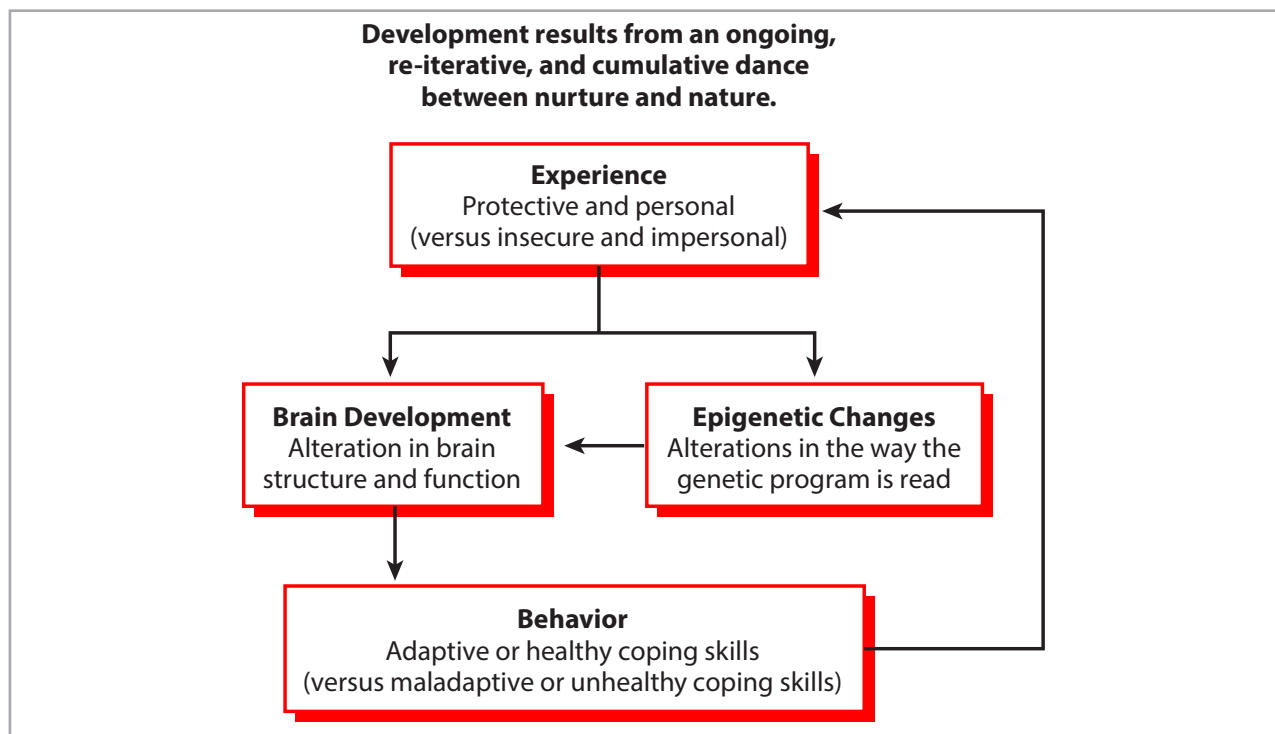 Development results from an ongoing,
re-iterative, and cumulative dance
between nurture and nature.
Experience
Protective and personal
(versus insecure and impersonal)
Brain Development
Alteration in brain
structure and function
Epigenetic Changes
Alterations in the way the
genetic program is read
Behavior
Adaptive or healthy coping skills
(versus maladaptive or unhealthy coping skills)